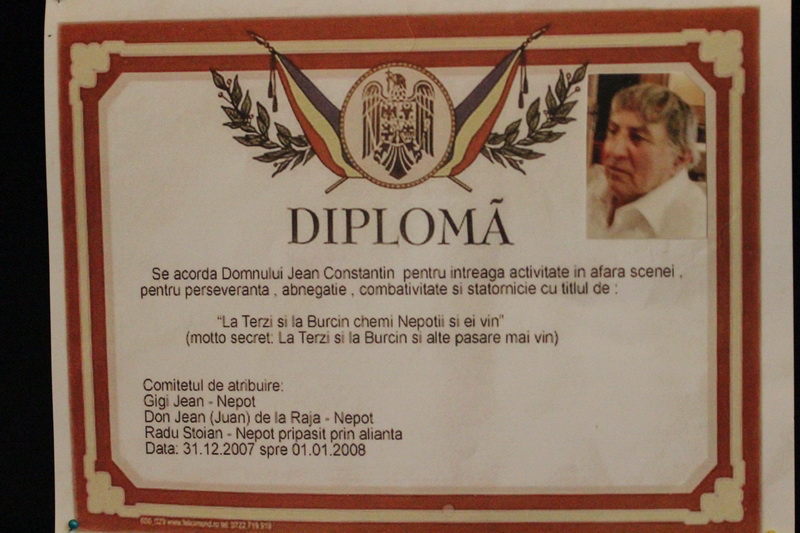 DIPLOMÃ
Se acorda Domnului Jean Constantin pentru intreaga activitate in afara scenei ,
pentru perseveranta , abnegatie , combativitate si statornicie cu titlul de :
"La Terzi si la Burcin chemi Nepotii si ei vin"
(motto secret: La Terzi si la Burcin si alte pasare mai vin)
Comitetul de atribuire:
Gigi Jean - Nepot
Don Jean (Juan) de la Raja - Nepot
Radu Stoian - Nepot pripasit prin alianta
Data: 31.12.2007 spre 01.01.2008